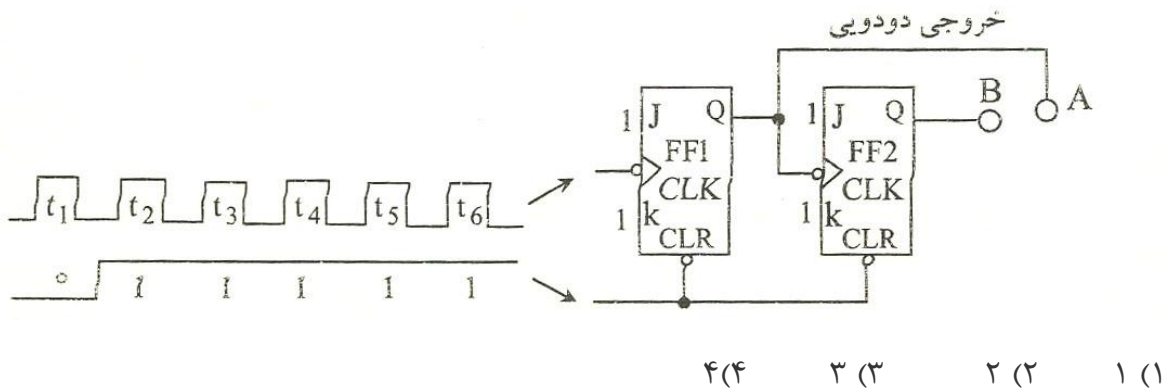 خروجی دودویی
B A
1 J Q 1 J Q
FF1 FF2
CLK CLK
t1 t2 t3 t4 t5 t6
1 k 1 k
CLR CLR
0 1 1 1 1 1
۱) ۱ ۲) ۲ ۳) ۳ ۴) ۴